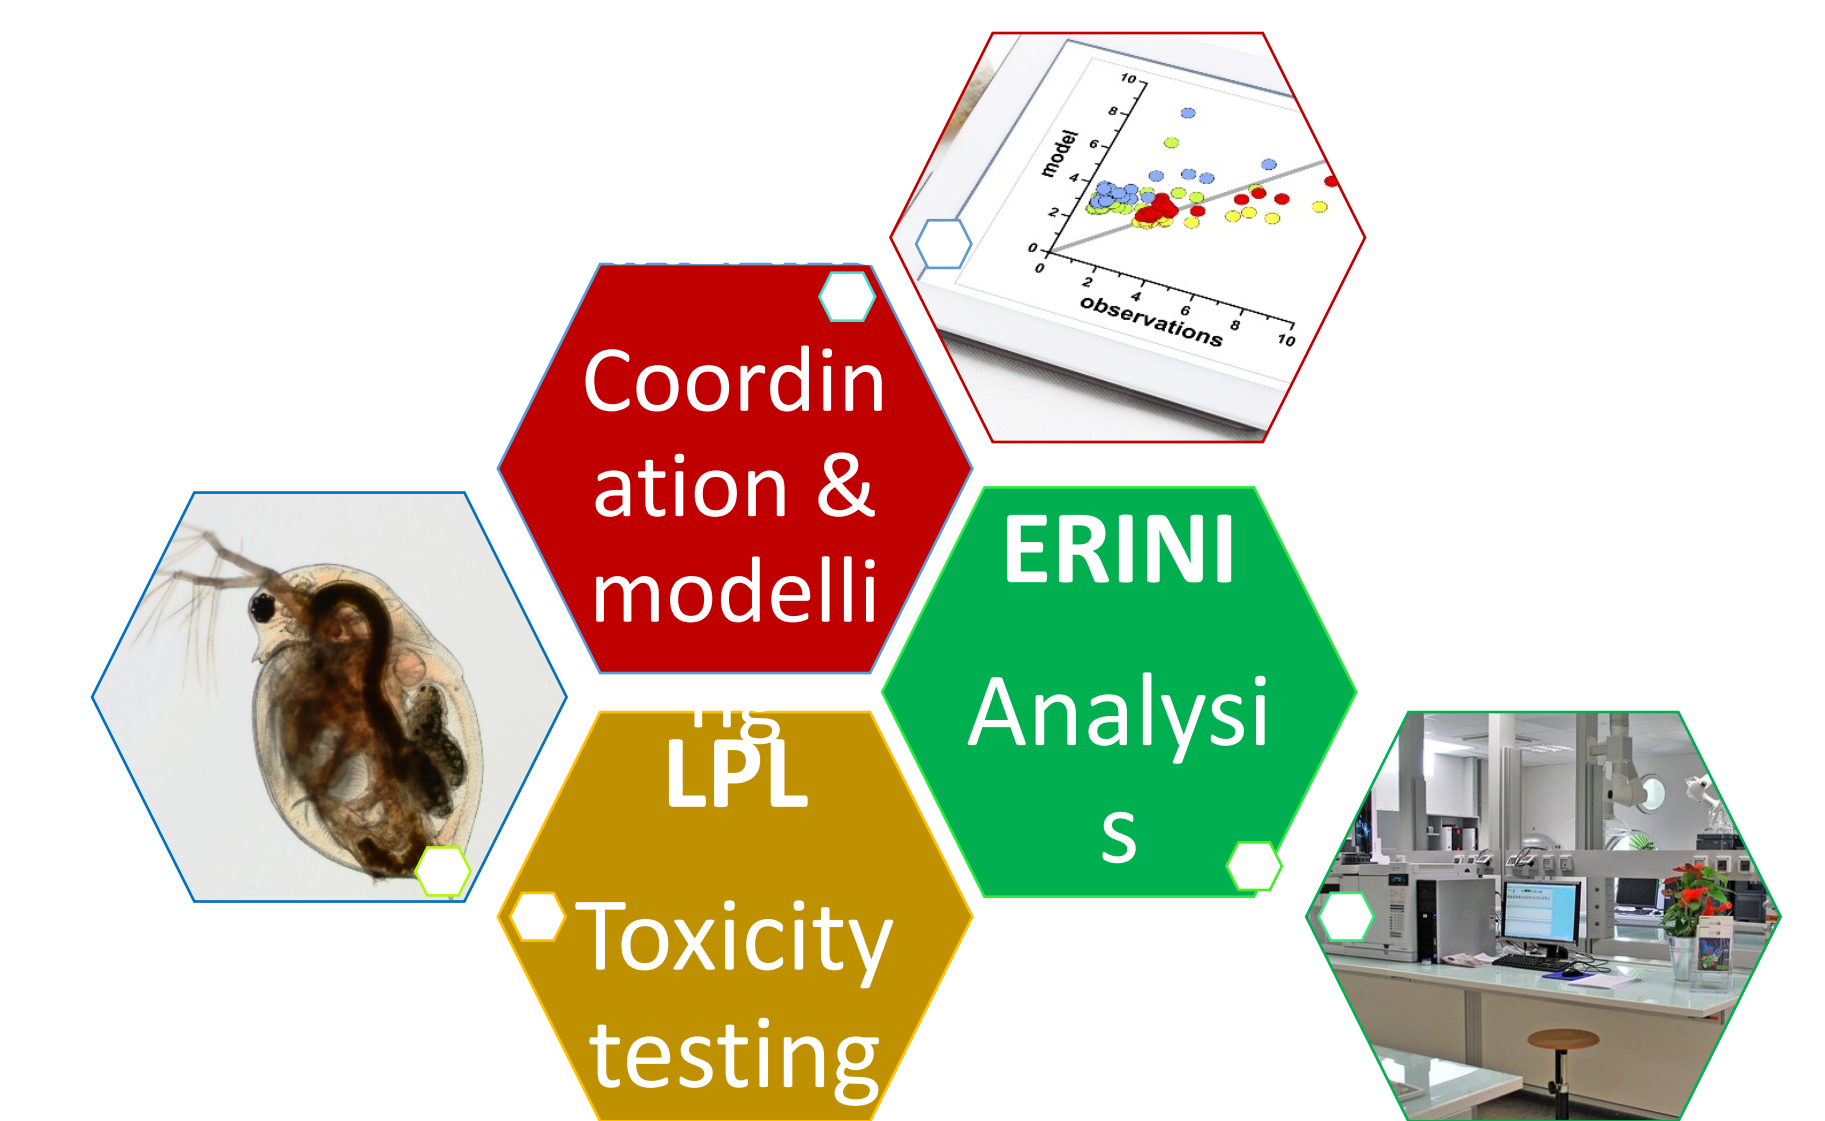 10
8
6
4
2
0
model
0
2
4
6
8
10
observations
Coordin
ation &
modelli
ng
ERINI
Analysi
s
LPL
Toxicity
testing